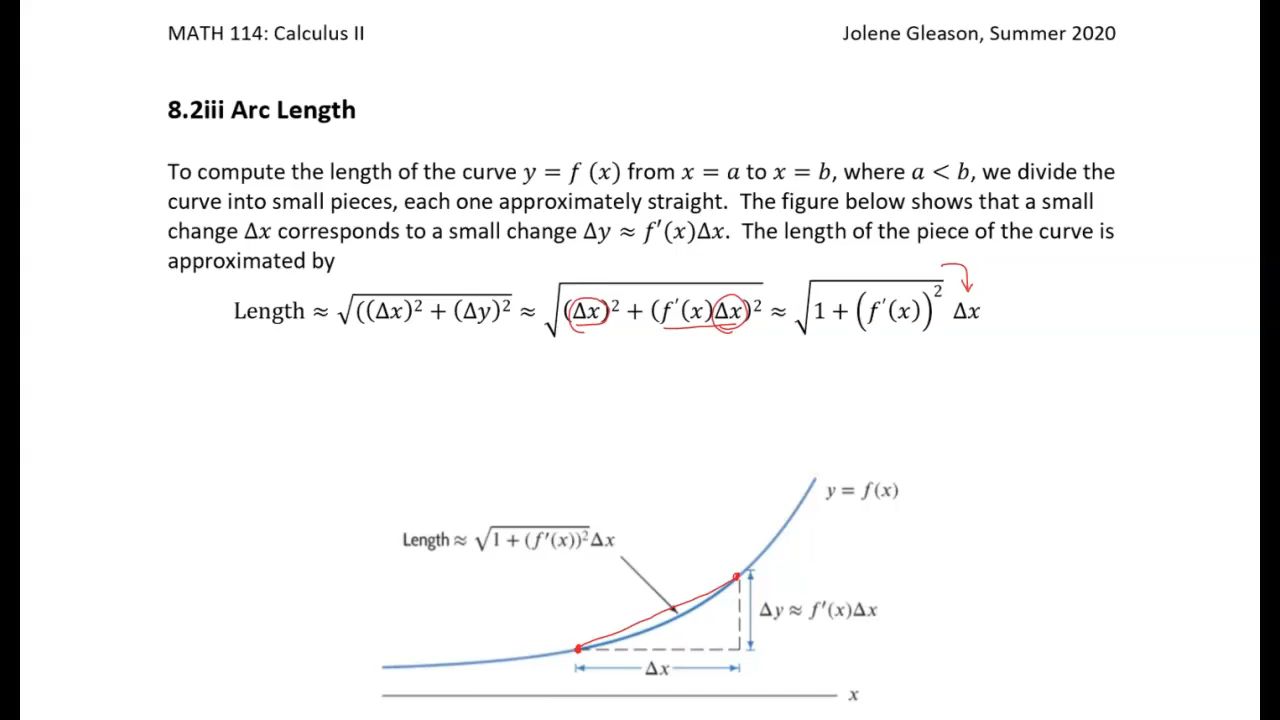 MATH 114: Calculus II
Jolene Gleason, Summer 2020
8.2iii Arc Length
To compute the length of the curve y = f (x) from x = a to x = b, where a < b, we divide the
curve into small pieces, each one approximately straight. The figure below shows that a small
change Δx corresponds to a small change Δy ≈ f′(x)Δx. The length of the piece of the curve is
approximated by
Length ≈ √((Δx)² + (Δy)² ≈ √(Δx)² + (f′(x)Δx)² ≈ √1 + (f′(x))² Δx
y = f(x)
Length ≈ √1 + (f′(x))² Δx
Δy ≈ f′(x)Δx
Δx
x